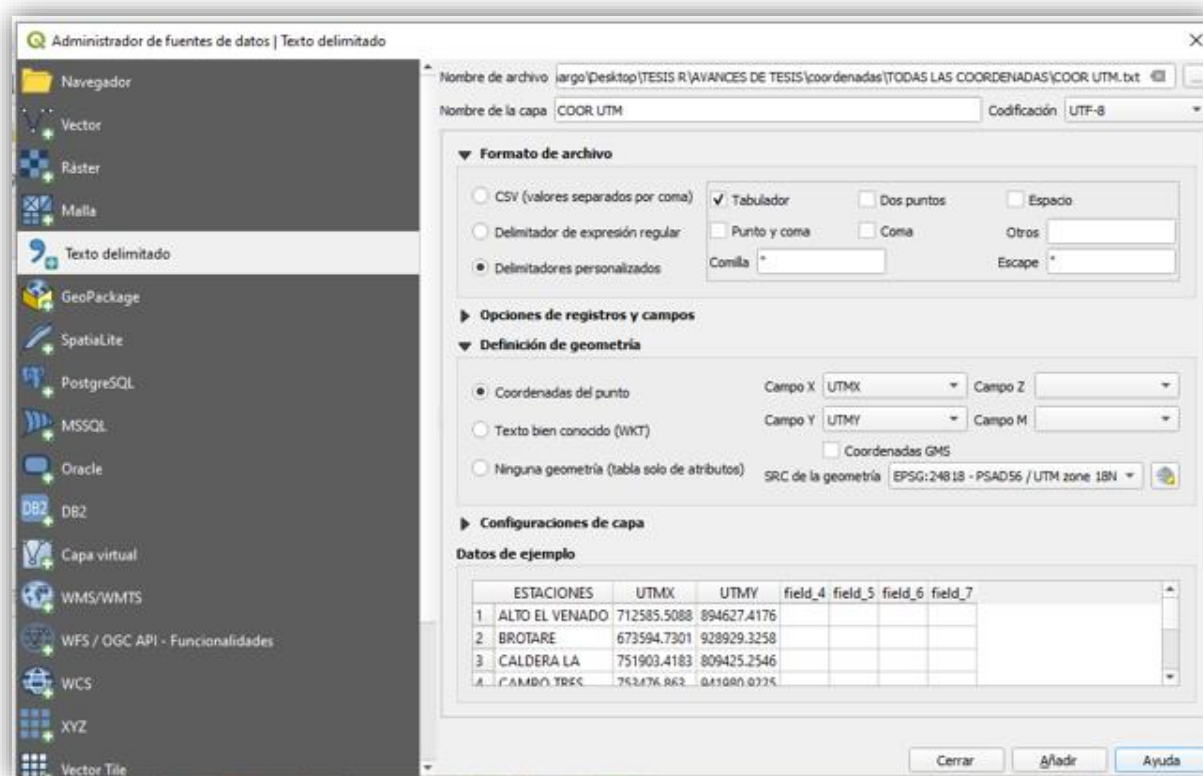 Administrador de fuentes de datos | Texto delimitado
Navegador
Vector
Ráster
Malla
Texto delimitado
GeoPackage
SpatiaLite
PostgreSQL
MSSQL
Oracle
DB2
Capa virtual
WMS/WMTS
WFS / OGC API - Funcionalidades
WCS
XYZ
Vector Tile
Nombre de archivo argo\Desktop\TESIS R\AVANCES DE TESIS\coordenadas\TODAS LAS COORDENADAS\COOR UTM.txt ...
Nombre de la capa COOR UTM Codificación UTF-8
Formato de archivo
CSV (valores separados por coma) Tabulador Dos puntos Espacio
Delimitador de expresión regular Punto y coma Coma Otros
Delimitadores personalizados Comilla " Escape "
Opciones de registros y campos
Definición de geometría
Coordenadas del punto Campo X UTMX Campo Z
Texto bien conocido (WKT) Campo Y UTMY Campo M
Coordenadas GMS
Ninguna geometría (tabla solo de atributos) SRC de la geometría EPSG:24818 - PSAD56 / UTM zone 18N
Configuraciones de capa
Datos de ejemplo
ESTACIONES UTMX UTMY field_4 field_5 field_6 field_7
1 ALTO EL VENADO 712585.5088 894627.4176
2 BROTARE 673594.7301 928929.3258
3 CALDERA LA 751903.4183 809425.2546
4 CAMPO TRES 753476.863 941980.9225
Cerrar Añadir Ayuda